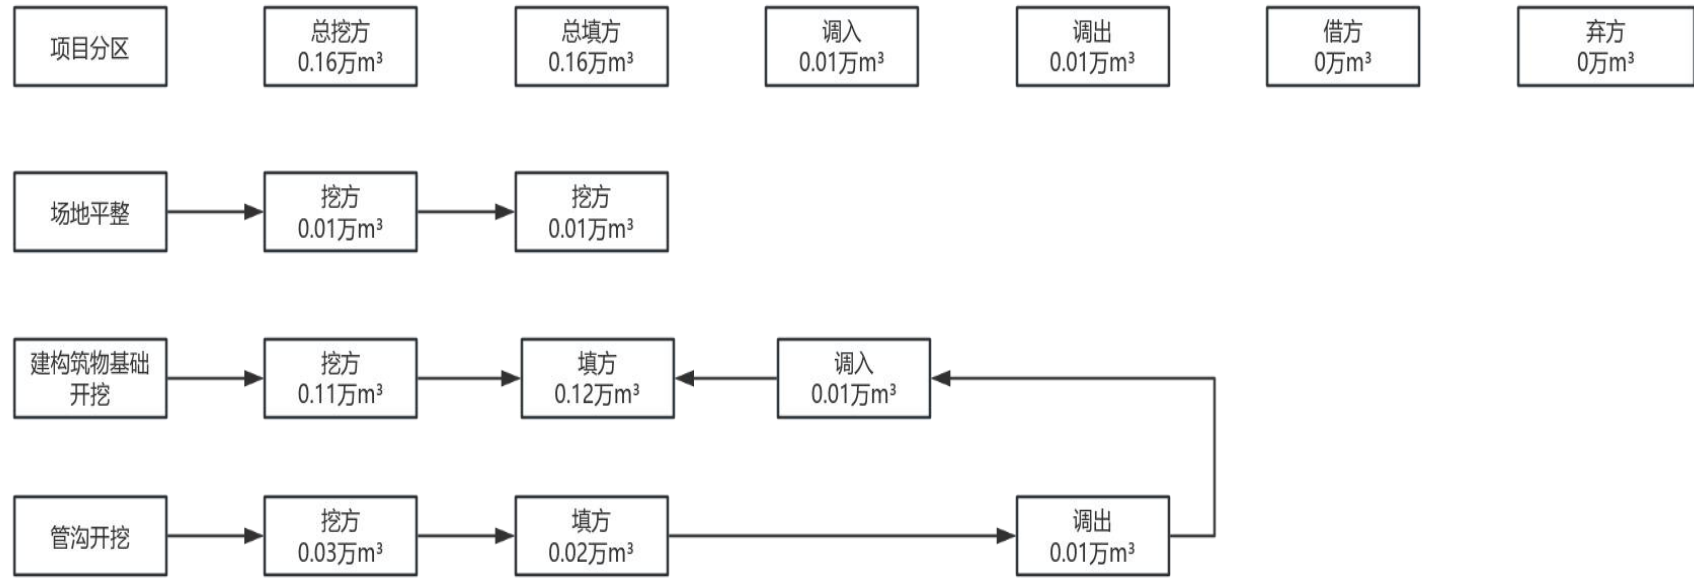 项目分区
总挖方
0.16万m³
总填方
0.16万m³
调入
0.01万m³
调出
0.01万m³
借方
0万m³
弃方
0万m³
场地平整
挖方
0.01万m³
挖方
0.01万m³
建构筑物基础
开挖
挖方
0.11万m³
填方
0.12万m³
调入
0.01万m³
管沟开挖
挖方
0.03万m³
填方
0.02万m³
调出
0.01万m³